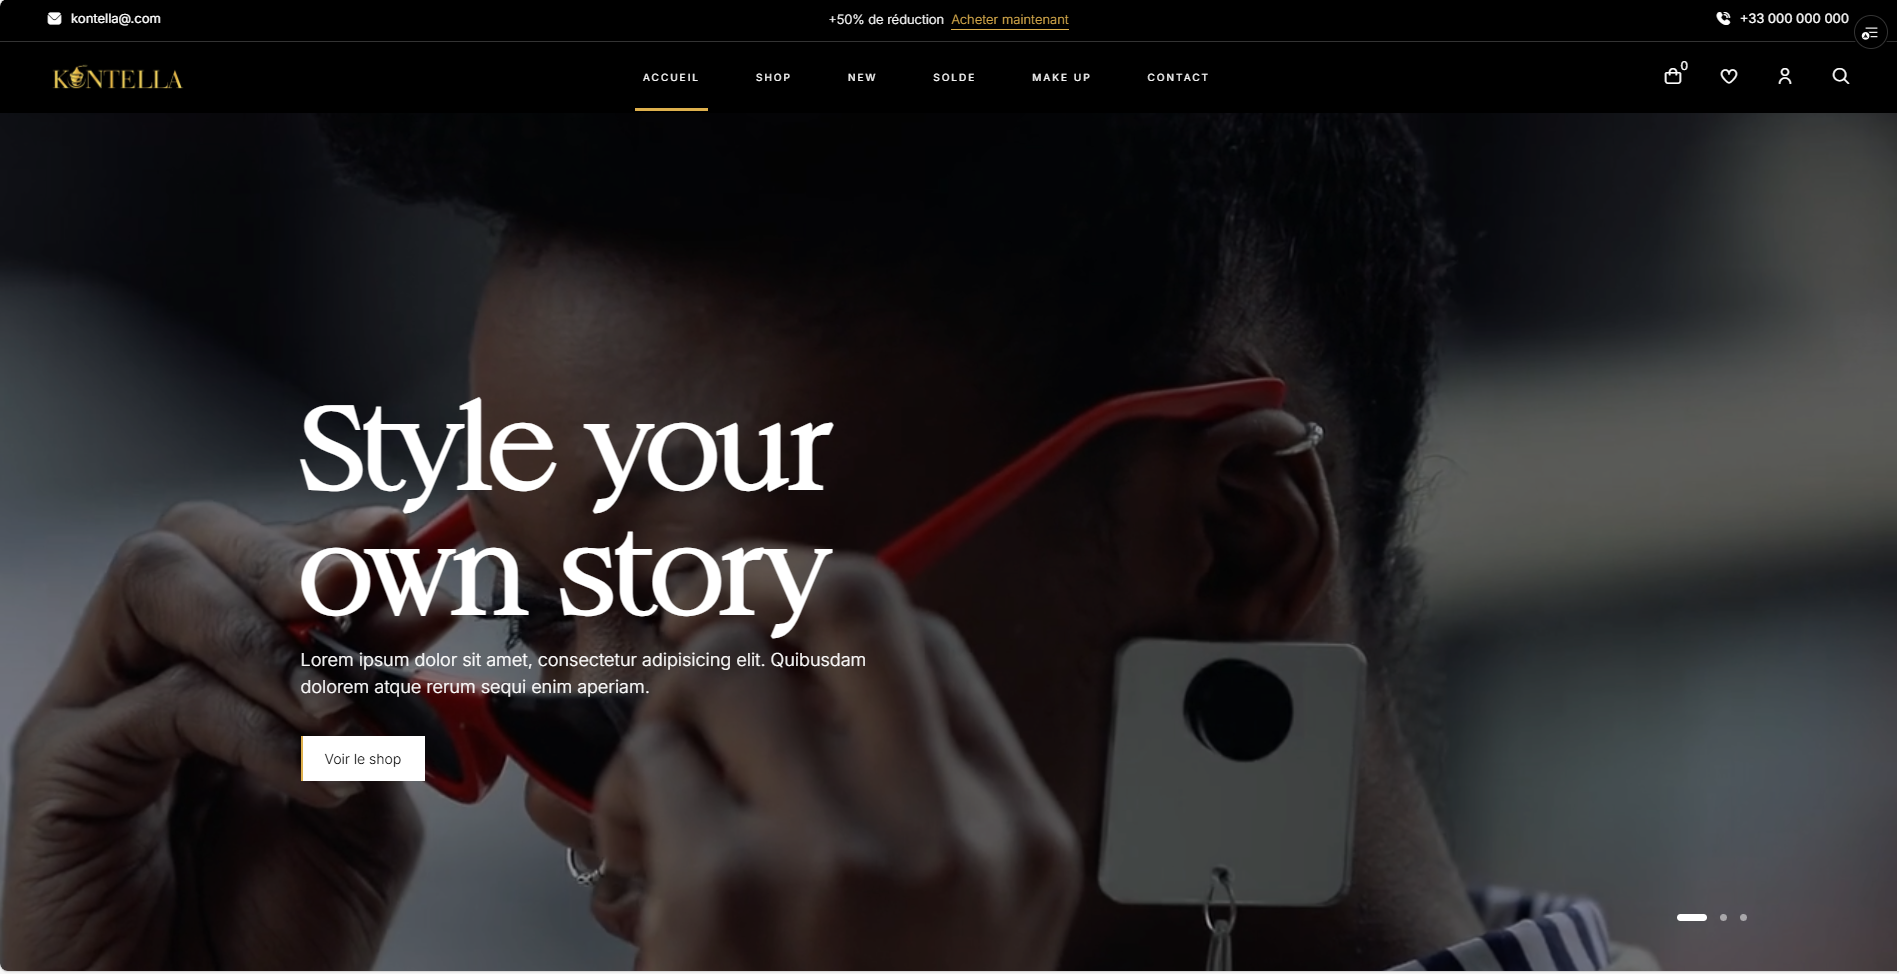 kontella@.com
+50% de réduction Acheter maintenant
+33 000 000 000
KONTELLA
ACCUEIL SHOP NEW SOLDE MAKE UP CONTACT
0
Style your
own story
Lorem ipsum dolor sit amet, consectetur adipisicing elit. Quibusdam
dolorem atque rerum sequi enim aperiam.
Voir le shop